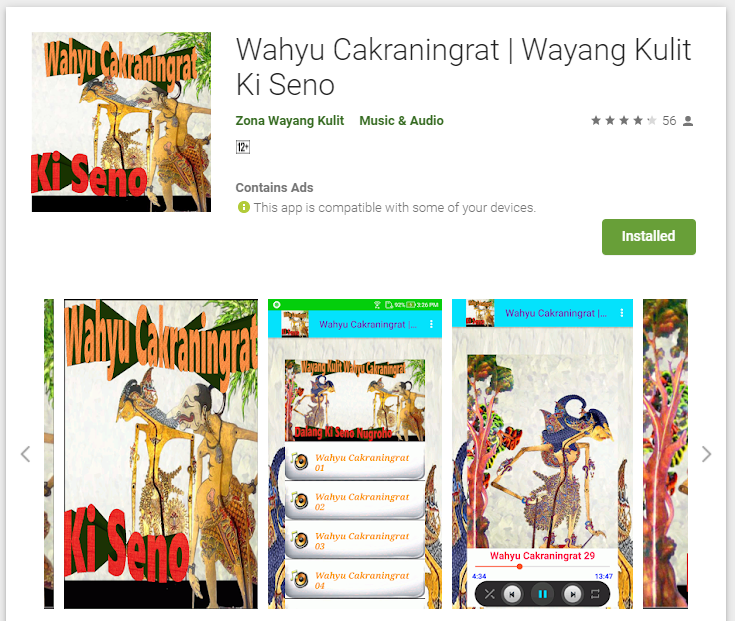 Wahyu Cakraningrat
Ki Seno
Wahyu Cakraningrat | Wayang Kulit
Ki Seno
Zona Wayang Kulit Music & Audio
56
12+
Contains Ads
This app is compatible with some of your devices.
Installed
Wahyu Cakraningrat
Ki Seno
92% 3:26 PM
Wahyu Cakraningrat |...
Wayang Kulit Wahyu Cakraningrat
Dalang Ki Seno Nugroho
Wahyu Cakraningrat
01
Wahyu Cakraningrat
02
Wahyu Cakraningrat
03
Wahyu Cakraningrat
04
Wahyu Cakraningrat |...
Wahyu Cakraningrat 29
4:34 13:47